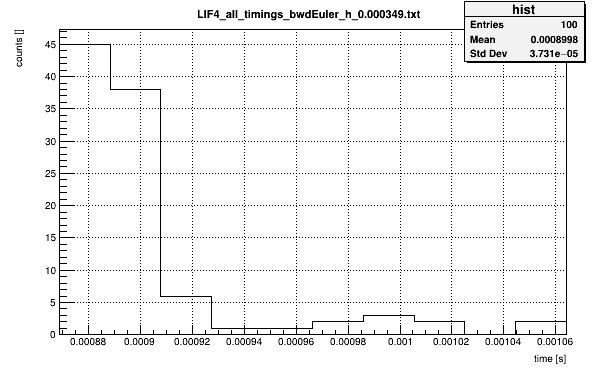 LIF4_all_timings_bwdEuler_h_0.000349.txt
hist
Entries 100
Mean 0.0008998
Std Dev 3.731e−05
counts []
45
40
35
30
25
20
15
10
5
0
0.00088 0.0009 0.00092 0.00094 0.00096 0.00098 0.001 0.00102 0.00104 0.00106
time [s]